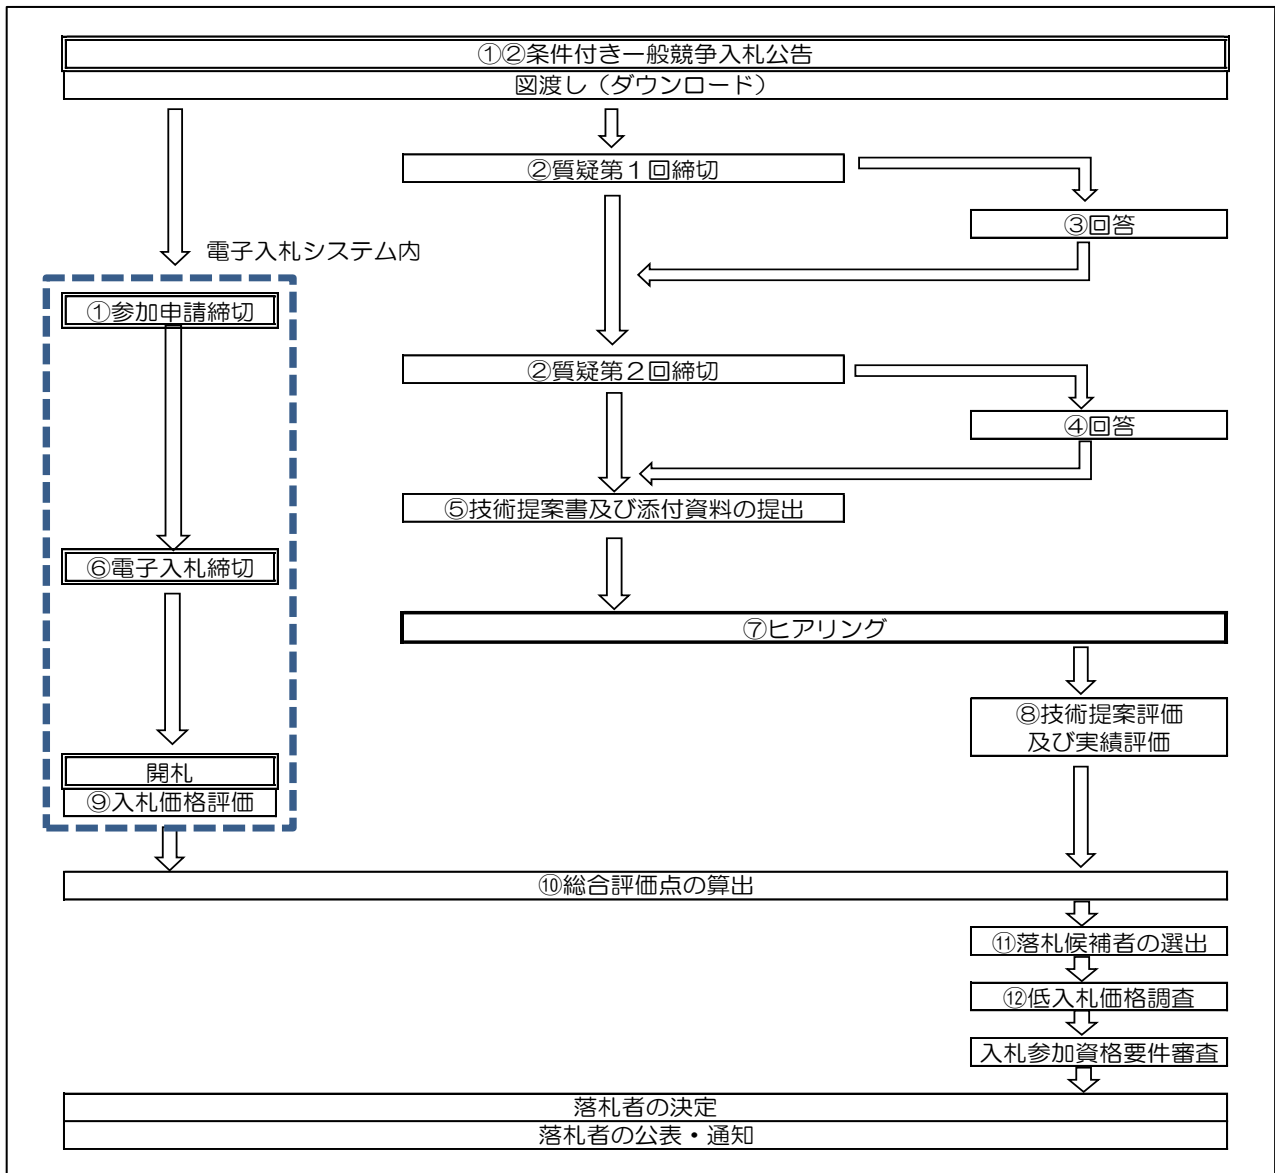 ①②条件付き一般競争入札公告
図渡し（ダウンロード）
②質疑第１回締切
③回答
電子入札システム内
①参加申請締切
②質疑第２回締切
④回答
⑤技術提案書及び添付資料の提出
⑥電子入札締切
⑦ヒアリング
⑧技術提案評価
及び実績評価
開札
⑨入札価格評価
⑩総合評価点の算出
⑪落札候補者の選出
⑫低入札価格調査
入札参加資格要件審査
落札者の決定
落札者の公表・通知